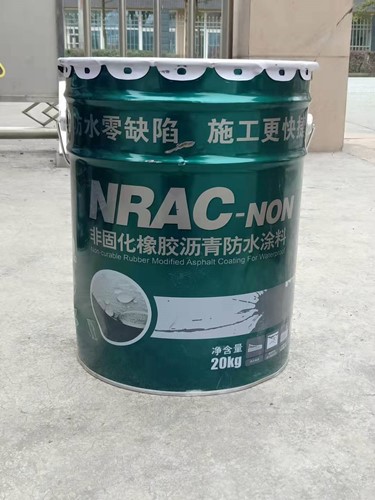 防水零缺陷 施工更快捷
NRAC-NON
非固化橡胶沥青防水涂料
Non-curable Rubber Modified Asphalt Coating For
净含量
20kg